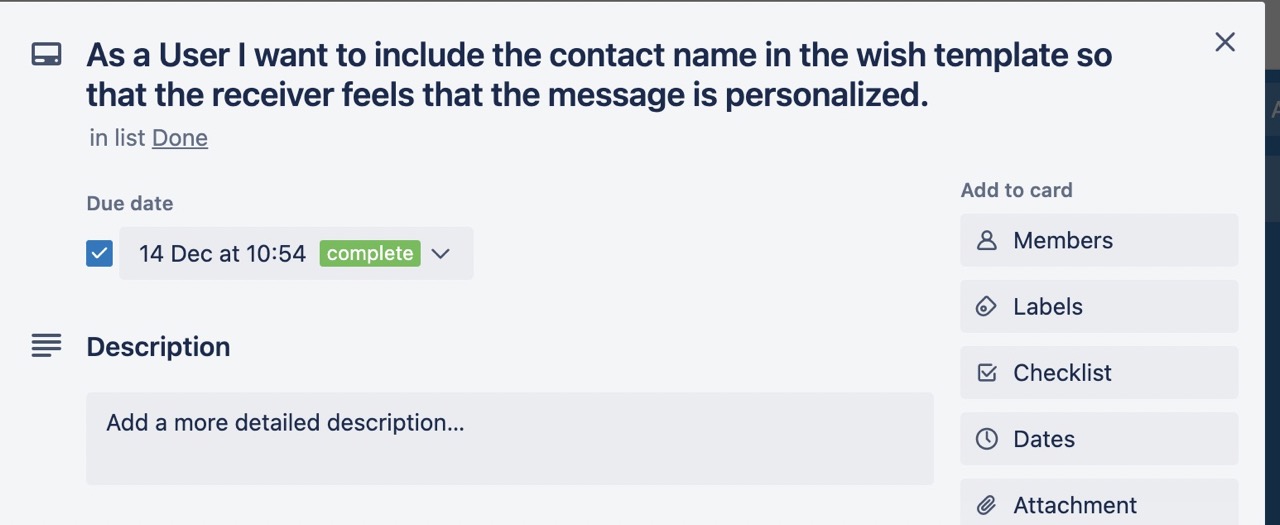 As a User I want to include the contact name in the wish template so
that the receiver feels that the message is personalized.
in list Done
Due date
14 Dec at 10:54 complete
Description
Add a more detailed description...
Add to card
Members
Labels
Checklist
Dates
Attachment